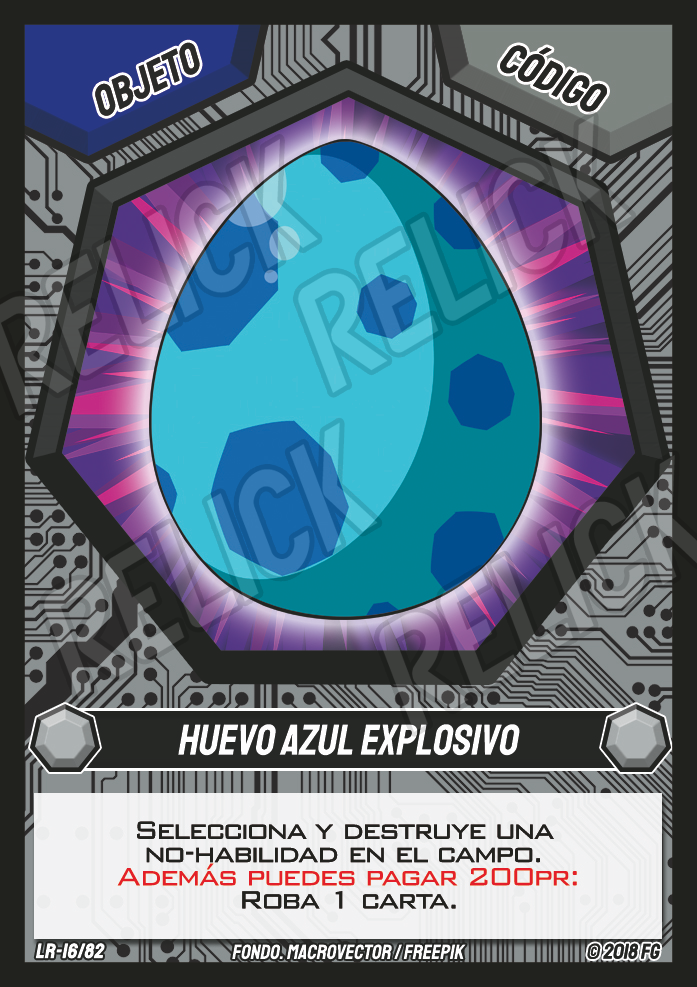 OBJETO
CÓDIGO
RELICK
RELICK
RELICK
RELICK
HUEVO AZUL EXPLOSIVO
Selecciona y destruye una
no-habilidad en el campo.
Además puedes pagar 200pr:
Roba 1 carta.
LR-16/82
FONDO. MACROVECTOR / FREEPIK
© 2018 FG